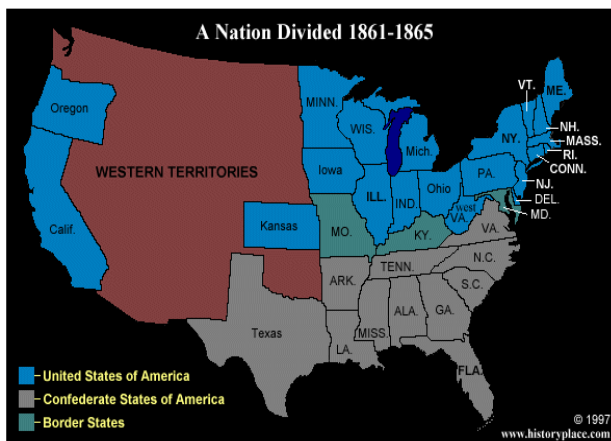 A Nation Divided 1861-1865
VT.
ME.
Oregon
MINN.
WIS.
Mich.
NY.
NH.
MASS.
RI.
CONN.
WESTERN TERRITORIES
Iowa
PA.
NJ.
Calif.
ILL.
IND.
Ohio
west
VA.
DEL.
MD.
Kansas
MO.
KY.
VA.
N.C.
TENN.
ARK.
S.C.
Texas
MISS.
ALA.
GA.
LA.
FLA.
United States of America
Confederate States of America
Border States
© 1997
www.historyplace.com